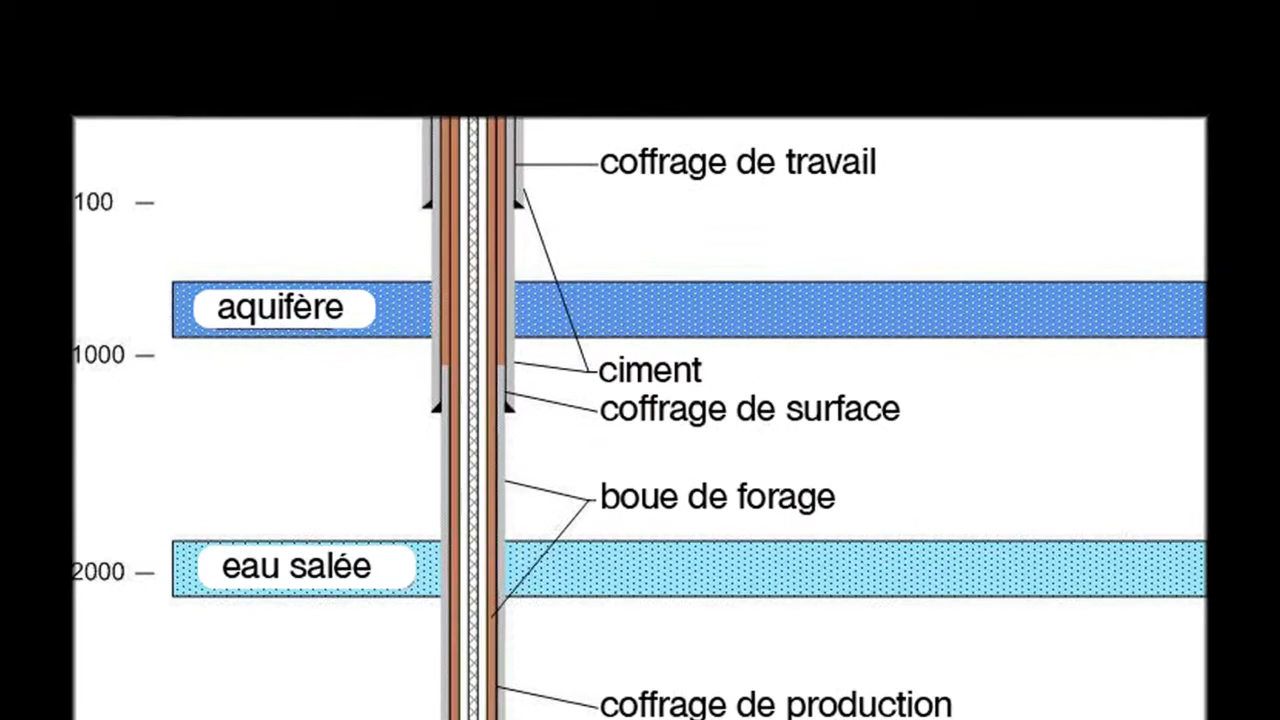 coffrage de travail
100
aquifère
1000
ciment
coffrage de surface
boue de forage
eau salée
2000
coffrage de production